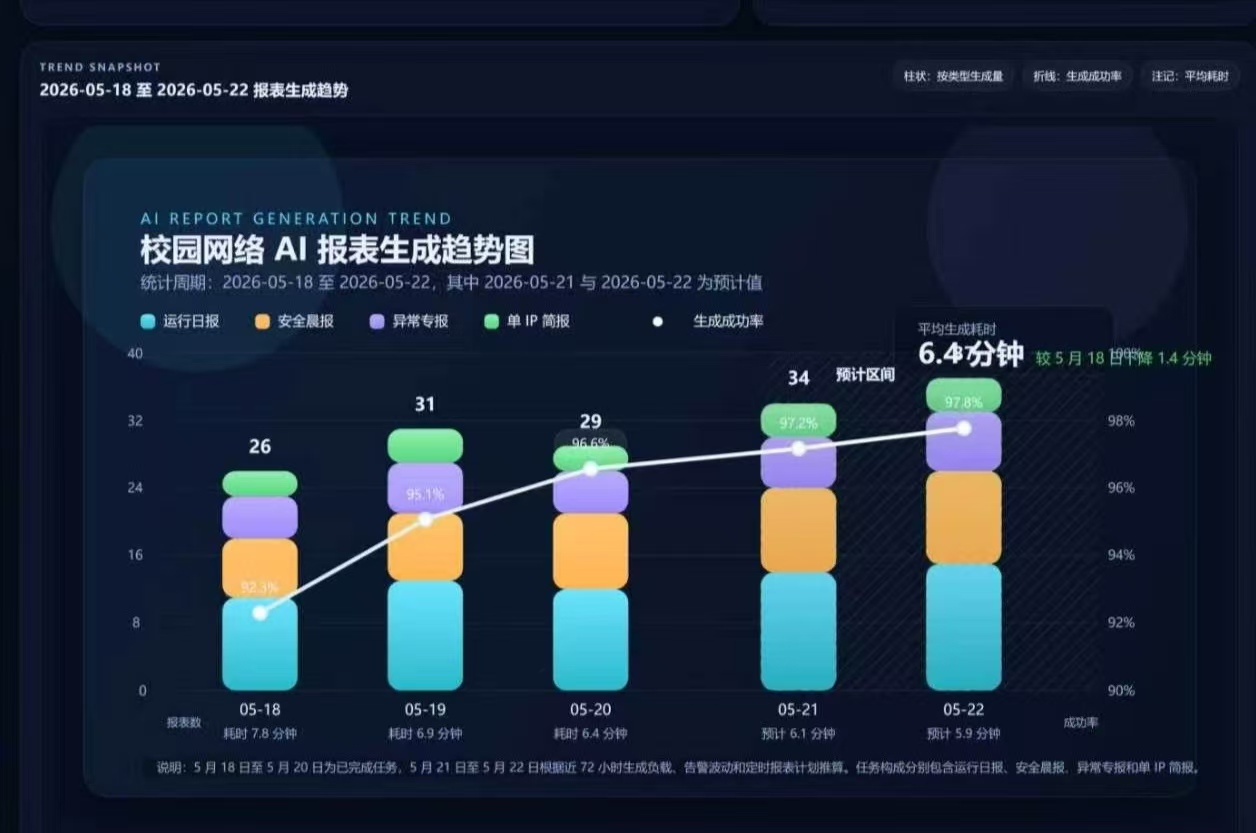 TREND SNAPSHOT
2026-05-18 至 2026-05-22 报表生成趋势
柱状：按类型生成量
折线：生成成功率
注记：平均耗时
AI REPORT GENERATION TREND
校园网络 AI 报表生成趋势图
统计周期：2026-05-18 至 2026-05-22，其中 2026-05-21 与 2026-05-22 为预计值
运行日报 安全晨报 异常专报 单 IP 简报 生成成功率
平均生成耗时
6.4 分钟 较 5 月 18 日下降 1.4 分钟
预计区间
40 100%
32 98%
24 96%
16 94%
8 92%
0 90%
26
31
29
34
92.3%
95.1%
96.6%
97.2%
97.8%
05-18 05-19 05-20 05-21 05-22
报表数 耗时 7.8 分钟 耗时 6.9 分钟 耗时 6.4 分钟 预计 6.1 分钟 预计 5.9 分钟 成功率
说明：5 月 18 日至 5 月 20 日为已完成任务，5 月 21 日至 5 月 22 日根据近 72 小时生成负载、告警波动和定时报表计划推算。任务构成分别包含运行日报、安全晨报、异常专报和单 IP 简报。